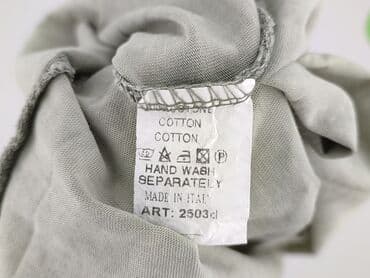 COTTON
COTTON
HAND WASH
SEPARATELY
MADE IN ITALY
ART: 2503